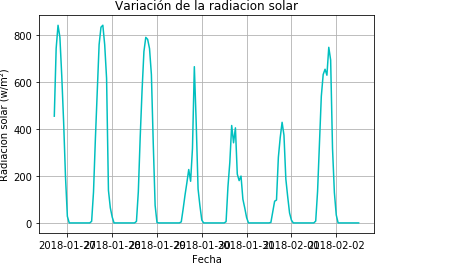 Variación de la radiacion solar
Radiacion solar (w/m²)
800
600
400
200
0
2018-01-27 2018-01-28 2018-01-29 2018-01-30 2018-01-31 2018-02-01 2018-02-02
Fecha